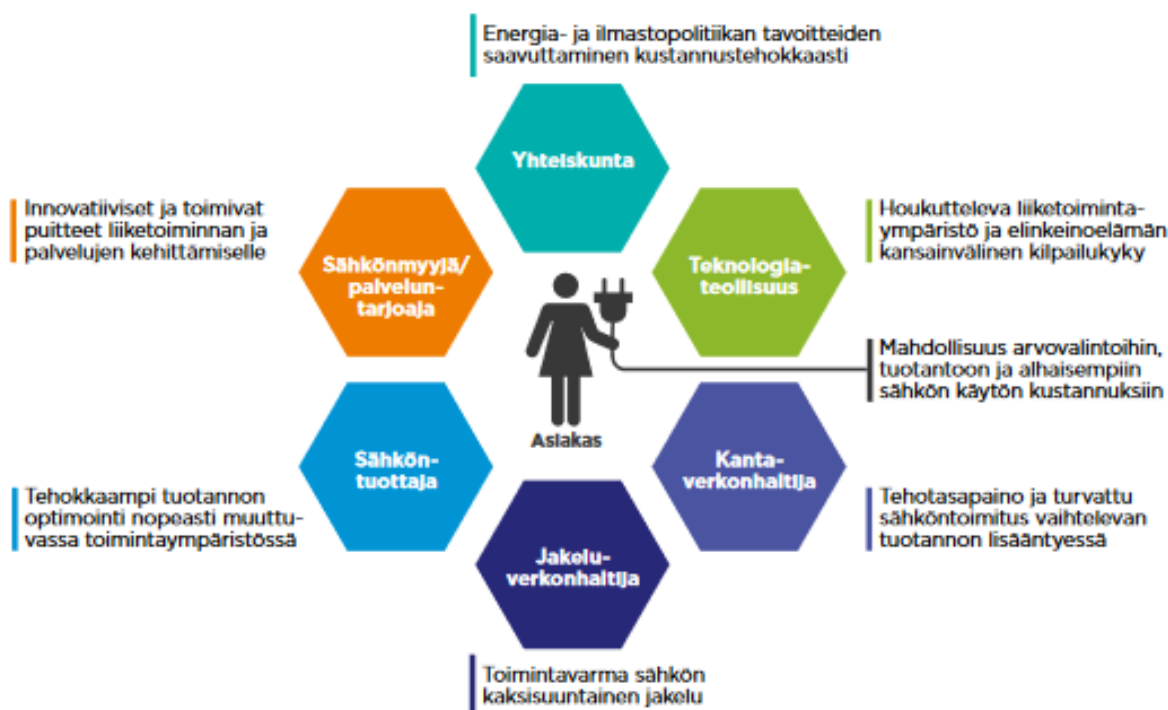 Energia- ja ilmastopolitiikan tavoitteiden
saavuttaminen kustannustehokkaasti
Yhteiskunta
Innovatiiviset ja toimivat
puitteet liiketoiminnan ja
palvelujen kehittämiselle
Sähkönmyyjä/
palvelun-
tarjoaja
Teknologia-
teollisuus
Houkutteleva liiketoiminta-
ympäristö ja elinkeinoelämän
kansainvälinen kilpailukyky
Mahdollisuus arvovalintoihin,
tuotantoon ja alhaisempiin
sähkön käytön kustannuksiin
Asiakas
Sähkön-
tuottaja
Kanta-
verkonhaltija
Tehokkaampi tuotannon
optimointi nopeasti muuttu-
vassa toimintaympäristössä
Tehotasapaino ja turvattu
sähköntoimitus vaihtelevan
tuotannon lisääntyessä
Jakelu-
verkonhaltija
Toimintavarma sähkön
kaksisuuntainen jakelu